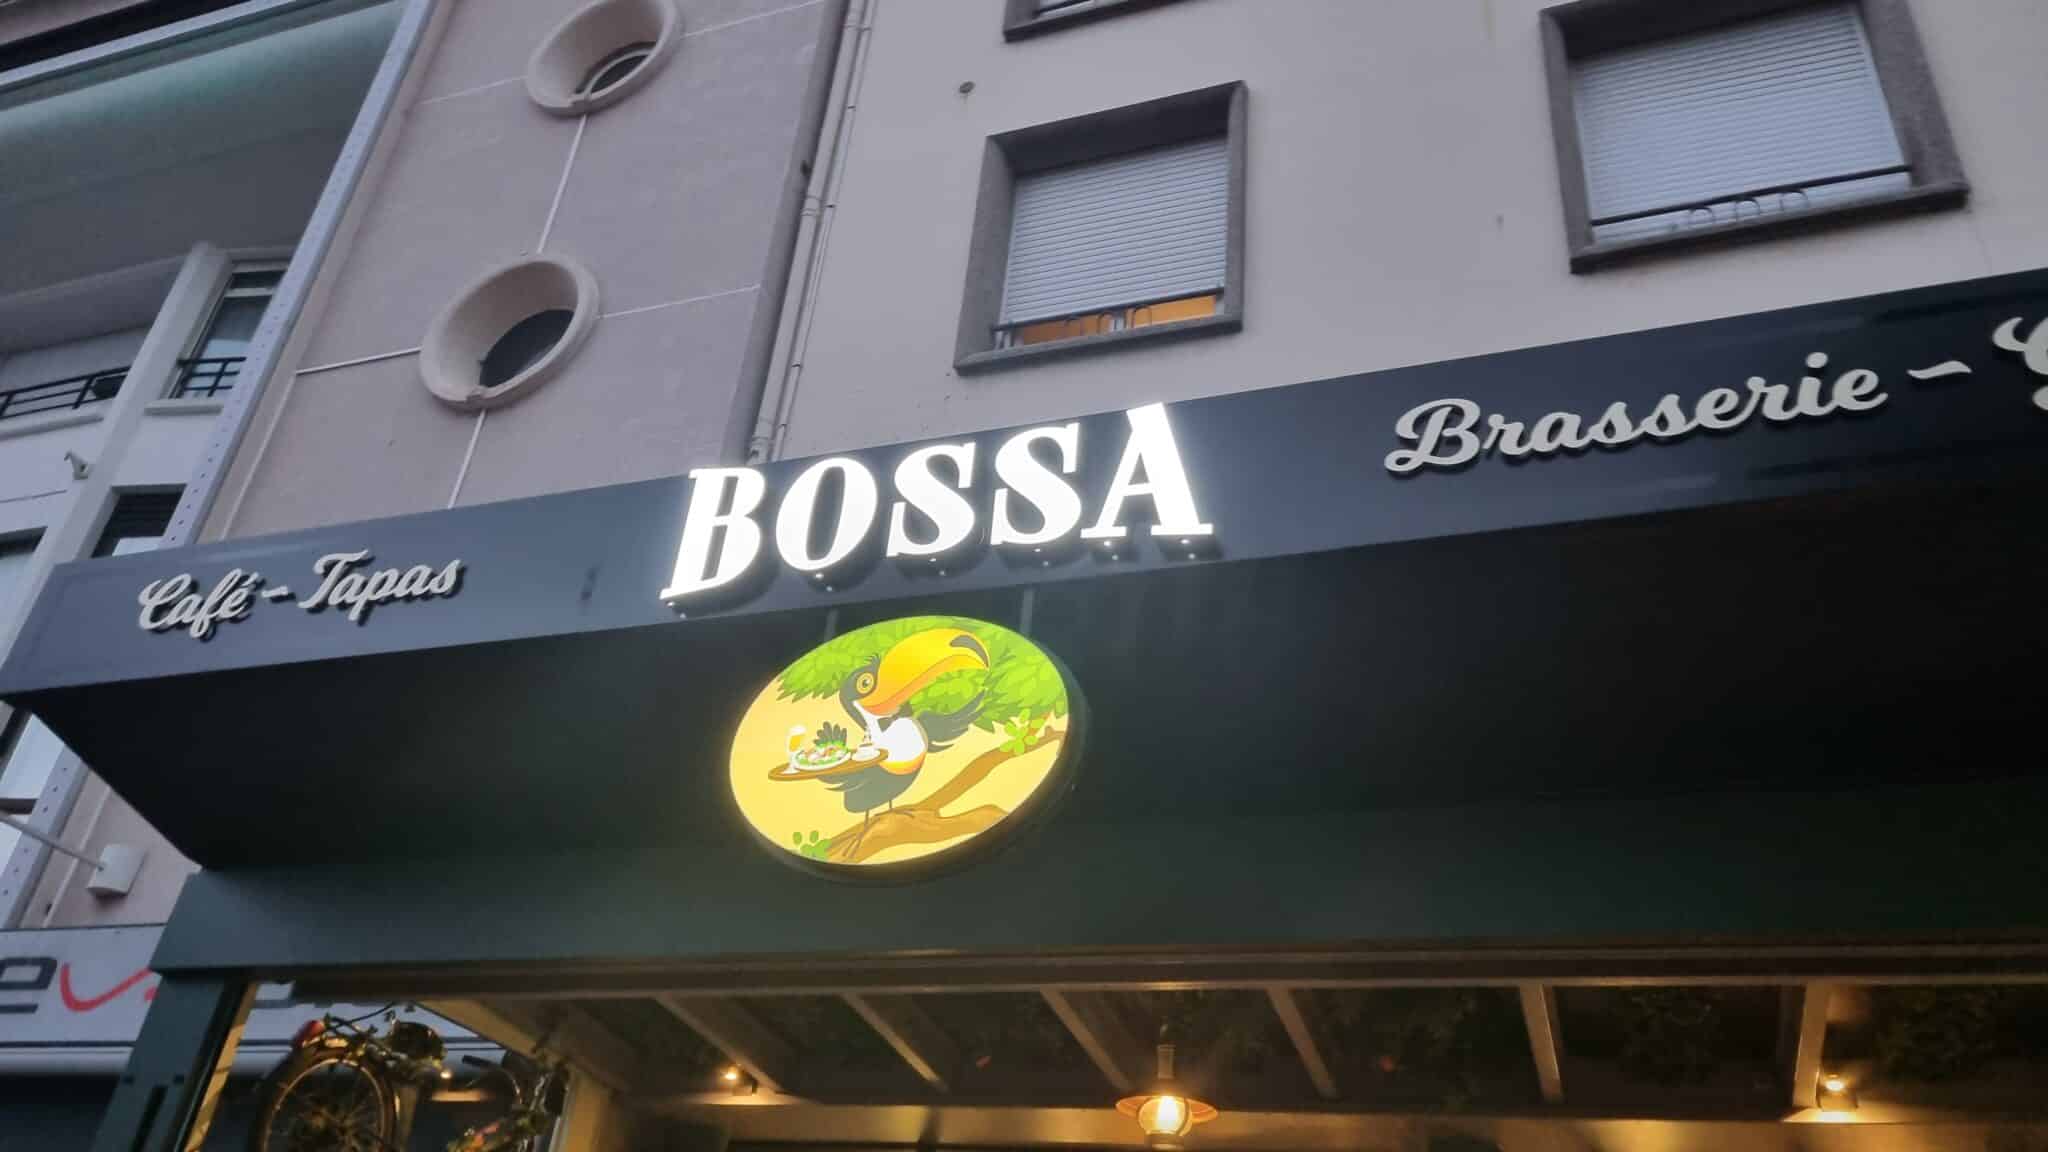 Café - Tapas
BOSSA
Brasserie -